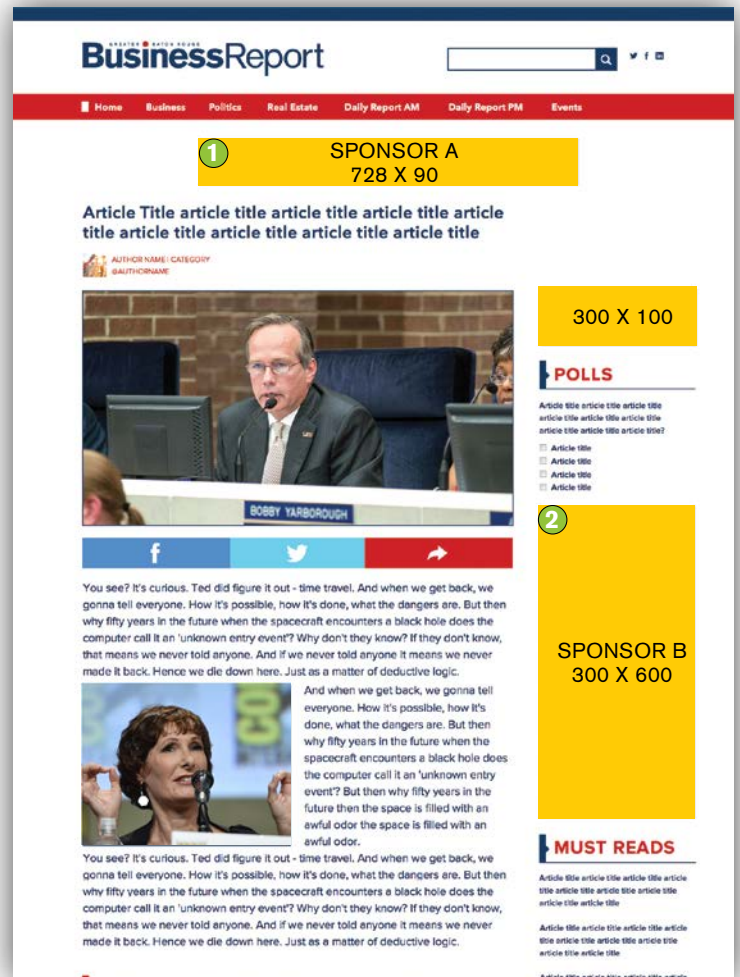 GREATER BATON ROUGE
BusinessReport
Home Business Politics Real Estate Daily Report AM Daily Report PM Events
1
SPONSOR A
728 X 90
Article Title article title article title article title article
title article title article title article title article title
AUTHOR NAME | CATEGORY
@AUTHORNAME
BOBBY YARBOROUGH
You see? It's curious. Ted did figure it out - time travel. And when we get back, we
gonna tell everyone. How it's possible, how it's done, what the dangers are. But then
why fifty years in the future when the spacecraft encounters a black hole does the
computer call it an 'unknown entry event'? Why don't they know? If they don't know,
that means we never told anyone. And if we never told anyone it means we never
made it back. Hence we die down here. Just as a matter of deductive logic.
And when we get back, we gonna tell
everyone. How it's possible, how it's
done, what the dangers are. But then
why fifty years in the future when the
spacecraft encounters a black hole does
the computer call it an 'unknown entry
event'? But then why fifty years in the
future then the space is filled with an
awful odor the space is filled with an
awful odor.
You see? It's curious. Ted did figure it out - time travel. And when we get back, we
gonna tell everyone. How it's possible, how it's done, what the dangers are. But then
why fifty years in the future when the spacecraft encounters a black hole does the
computer call it an 'unknown entry event'? Why don't they know? If they don't know,
that means we never told anyone. And if we never told anyone it means we never
made it back. Hence we die down here. Just as a matter of deductive logic.
300 X 100
POLLS
Article title article title article title
article title article title article title
article title article title article title?
Article title
Article title
Article title
Article title
2
SPONSOR B
300 X 600
MUST READS
Article title article title article title article
title article title article title article title
article title article title
Article title article title article title article
title article title article title article title
article title article title